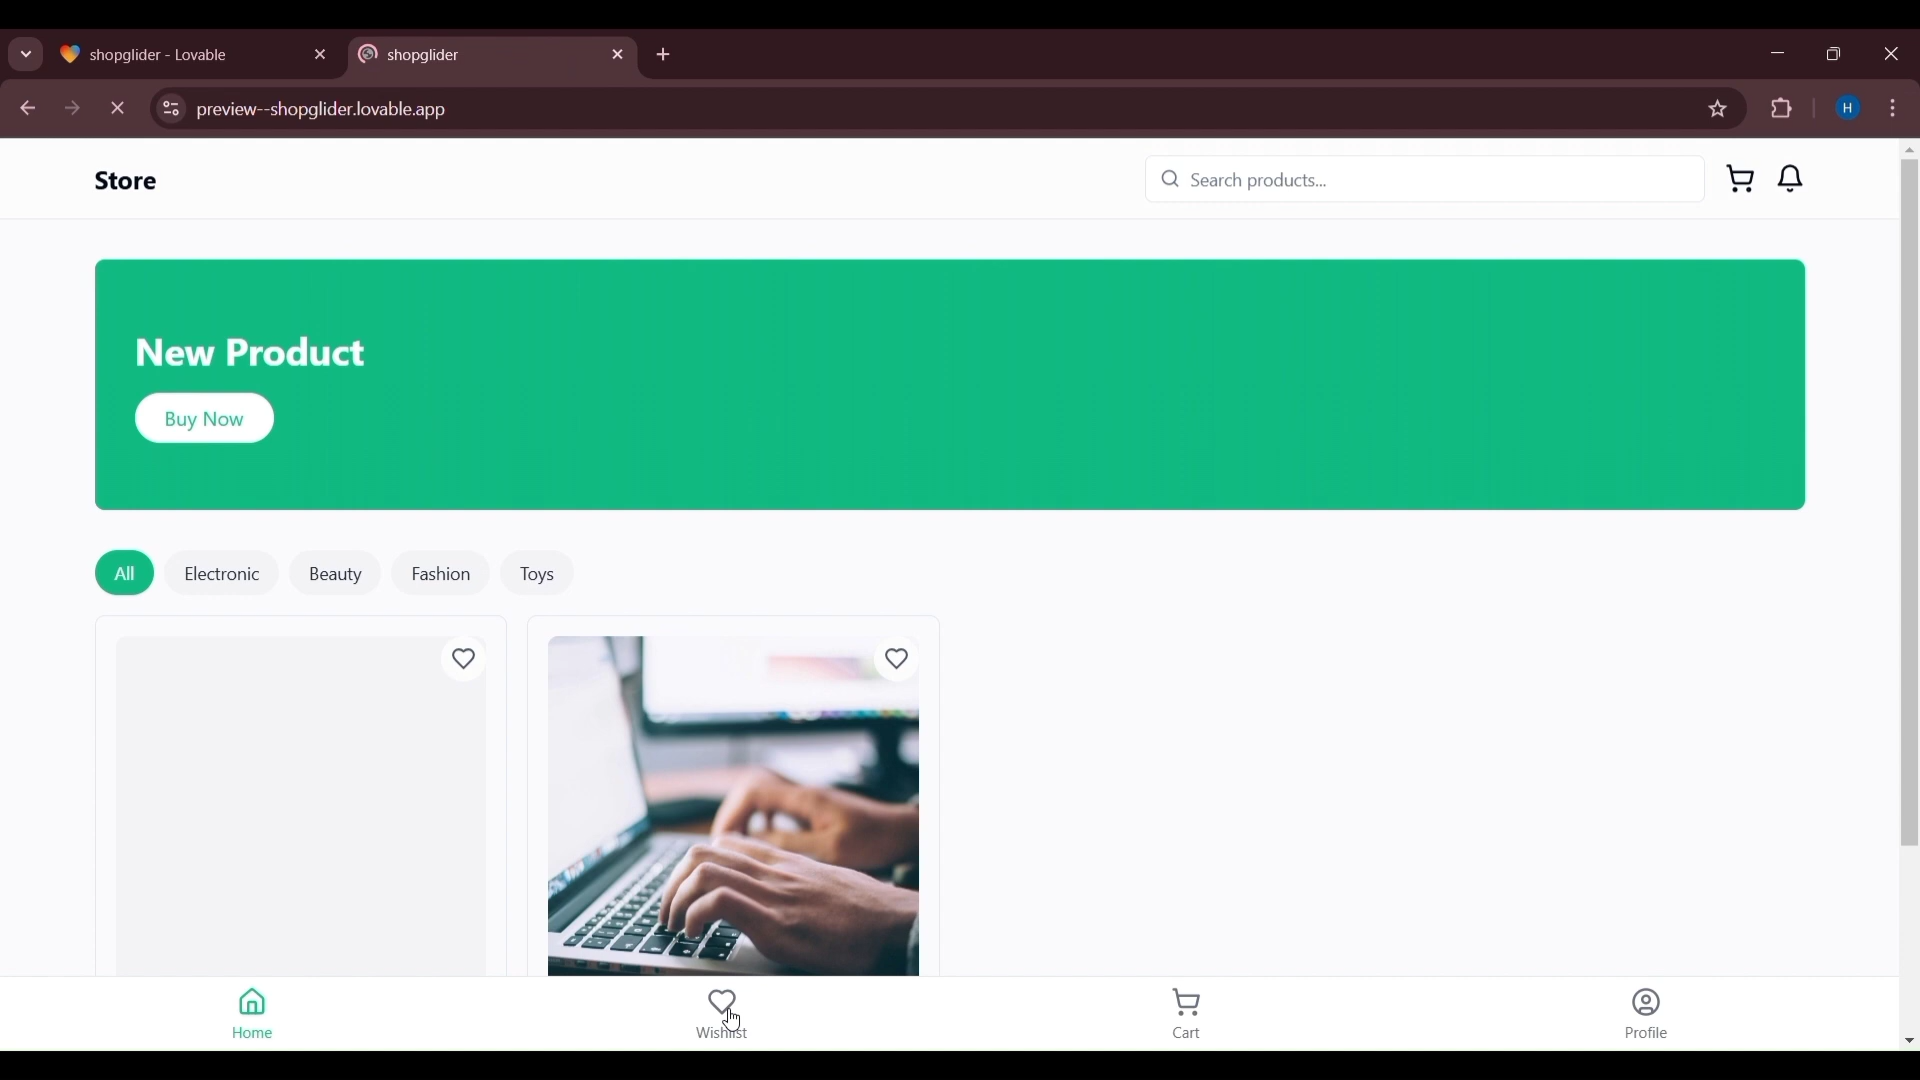 shopglider - Lovable
shopglider
preview--shopglider.lovable.app
H
Store
Search products...
New Product
Buy Now
All
Electronic
Beauty
Fashion
Toys
Home
Wishlist
Cart
Profile